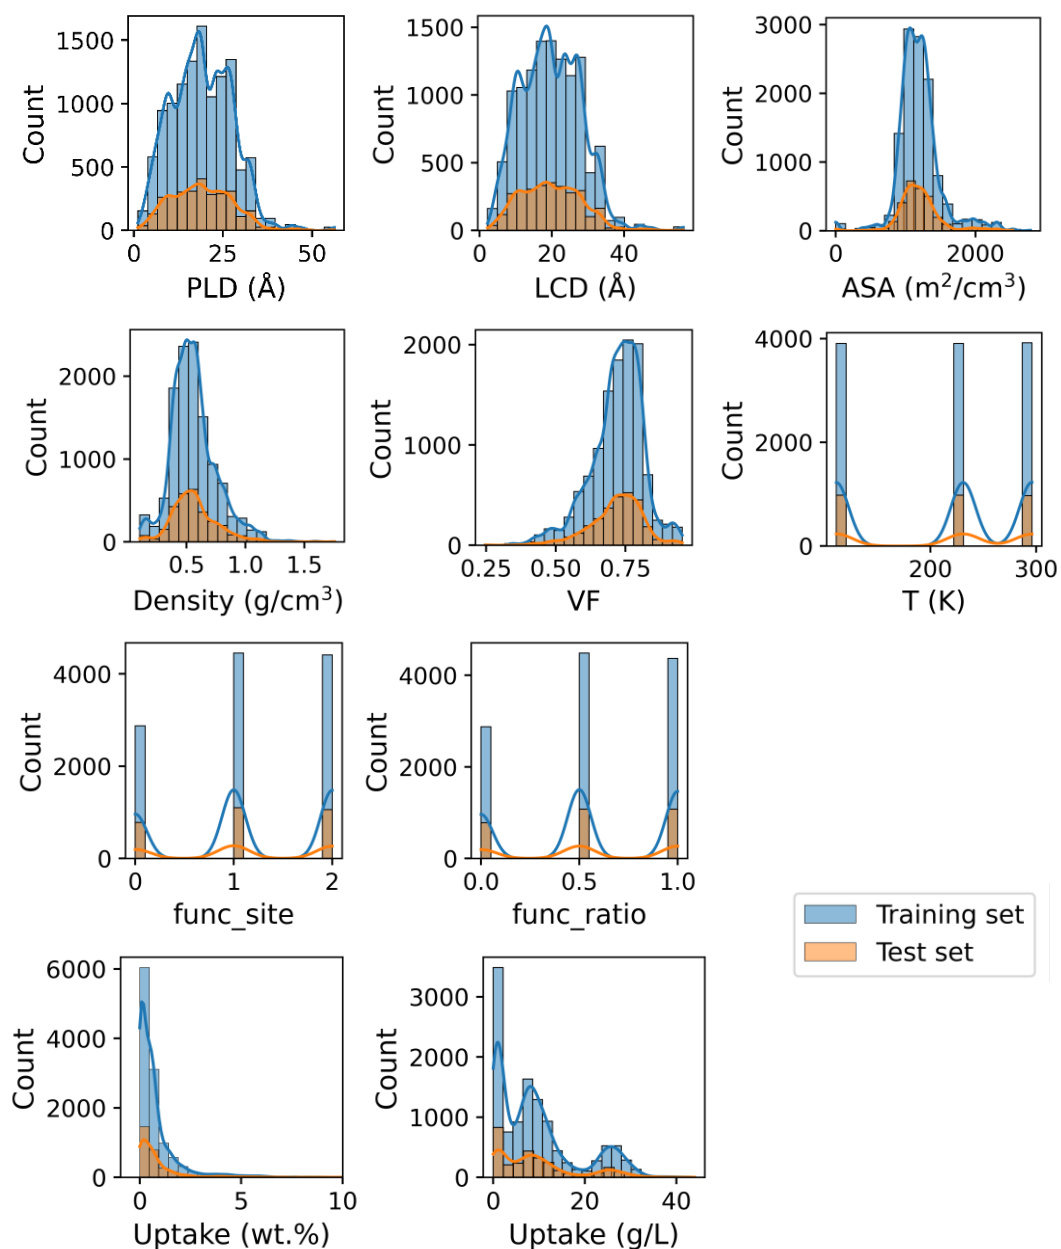 1500
1000
500
0
Count
0
25
50
PLD (Å)
1500
1000
500
0
Count
0
20
40
LCD (Å)
3000
2000
1000
0
Count
0
2000
ASA (m²/cm³)
2000
1000
0
Count
0.5
1.0
1.5
Density (g/cm³)
2000
1000
0
Count
0.25
0.50
0.75
VF
4000
2000
0
Count
200
300
T (K)
4000
2000
0
Count
0
1
2
func_site
4000
2000
0
Count
0.0
0.5
1.0
func_ratio
Training set
Test set
6000
4000
2000
0
Count
0
5
10
Uptake (wt.%)
3000
2000
1000
0
Count
0
20
40
Uptake (g/L)